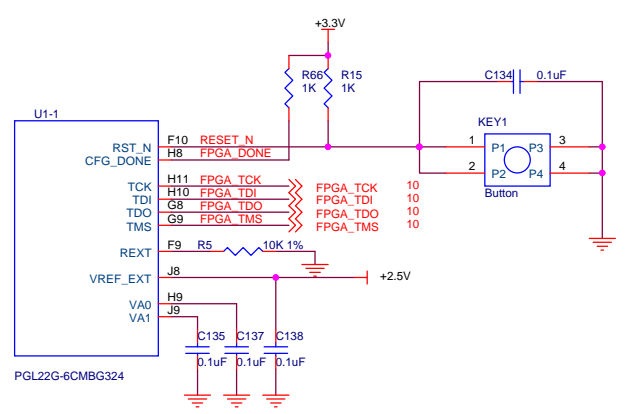 +3.3V
C134 0.1uF
R66 R15
1K 1K
U1-1
KEY1
RST_N F10 RESET_N 1 P1 P3 3
CFG_DONE H8 FPGA_DONE
2 P2 P4 4
Button
TCK H11 FPGA_TCK FPGA_TCK 10
TDI H10 FPGA_TDI FPGA_TDI 10
TDO G8 FPGA_TDO FPGA_TDO 10
TMS G9 FPGA_TMS FPGA_TMS 10
REXT F9 R5 10K 1%
VREF_EXT J8 +2.5V
VA0 H9
VA1 J9
C135 C137 C138
0.1uF 0.1uF 0.1uF
PGL22G-6CMBG324